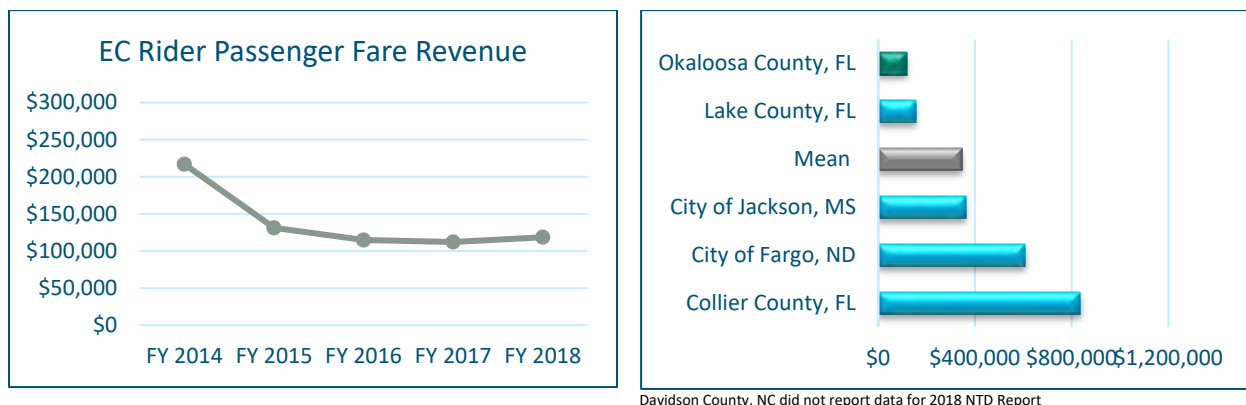 EC Rider Passenger Fare Revenue
$300,000
$250,000
$200,000
$150,000
$100,000
$50,000
$0
FY 2014 FY 2015 FY 2016 FY 2017 FY 2018
Okaloosa County, FL
Lake County, FL
Mean
City of Jackson, MS
City of Fargo, ND
Collier County, FL
$0 $400,000 $800,000 $1,200,000
Davidson County, NC did not report data for 2018 NTD Report